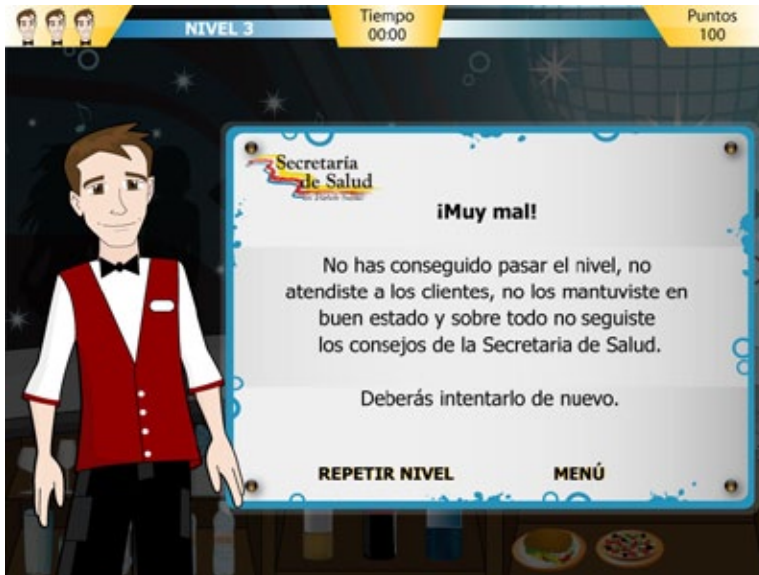 NIVEL 3
Tiempo
00:00
Puntos
100
Secretaría
de Salud
¡Muy mal!
No has conseguido pasar el nivel, no
atendiste a los clientes, no los mantuviste en
buen estado y sobre todo no seguiste
los consejos de la Secretaria de Salud.
Deberás intentarlo de nuevo.
REPETIR NIVEL
MENÚ